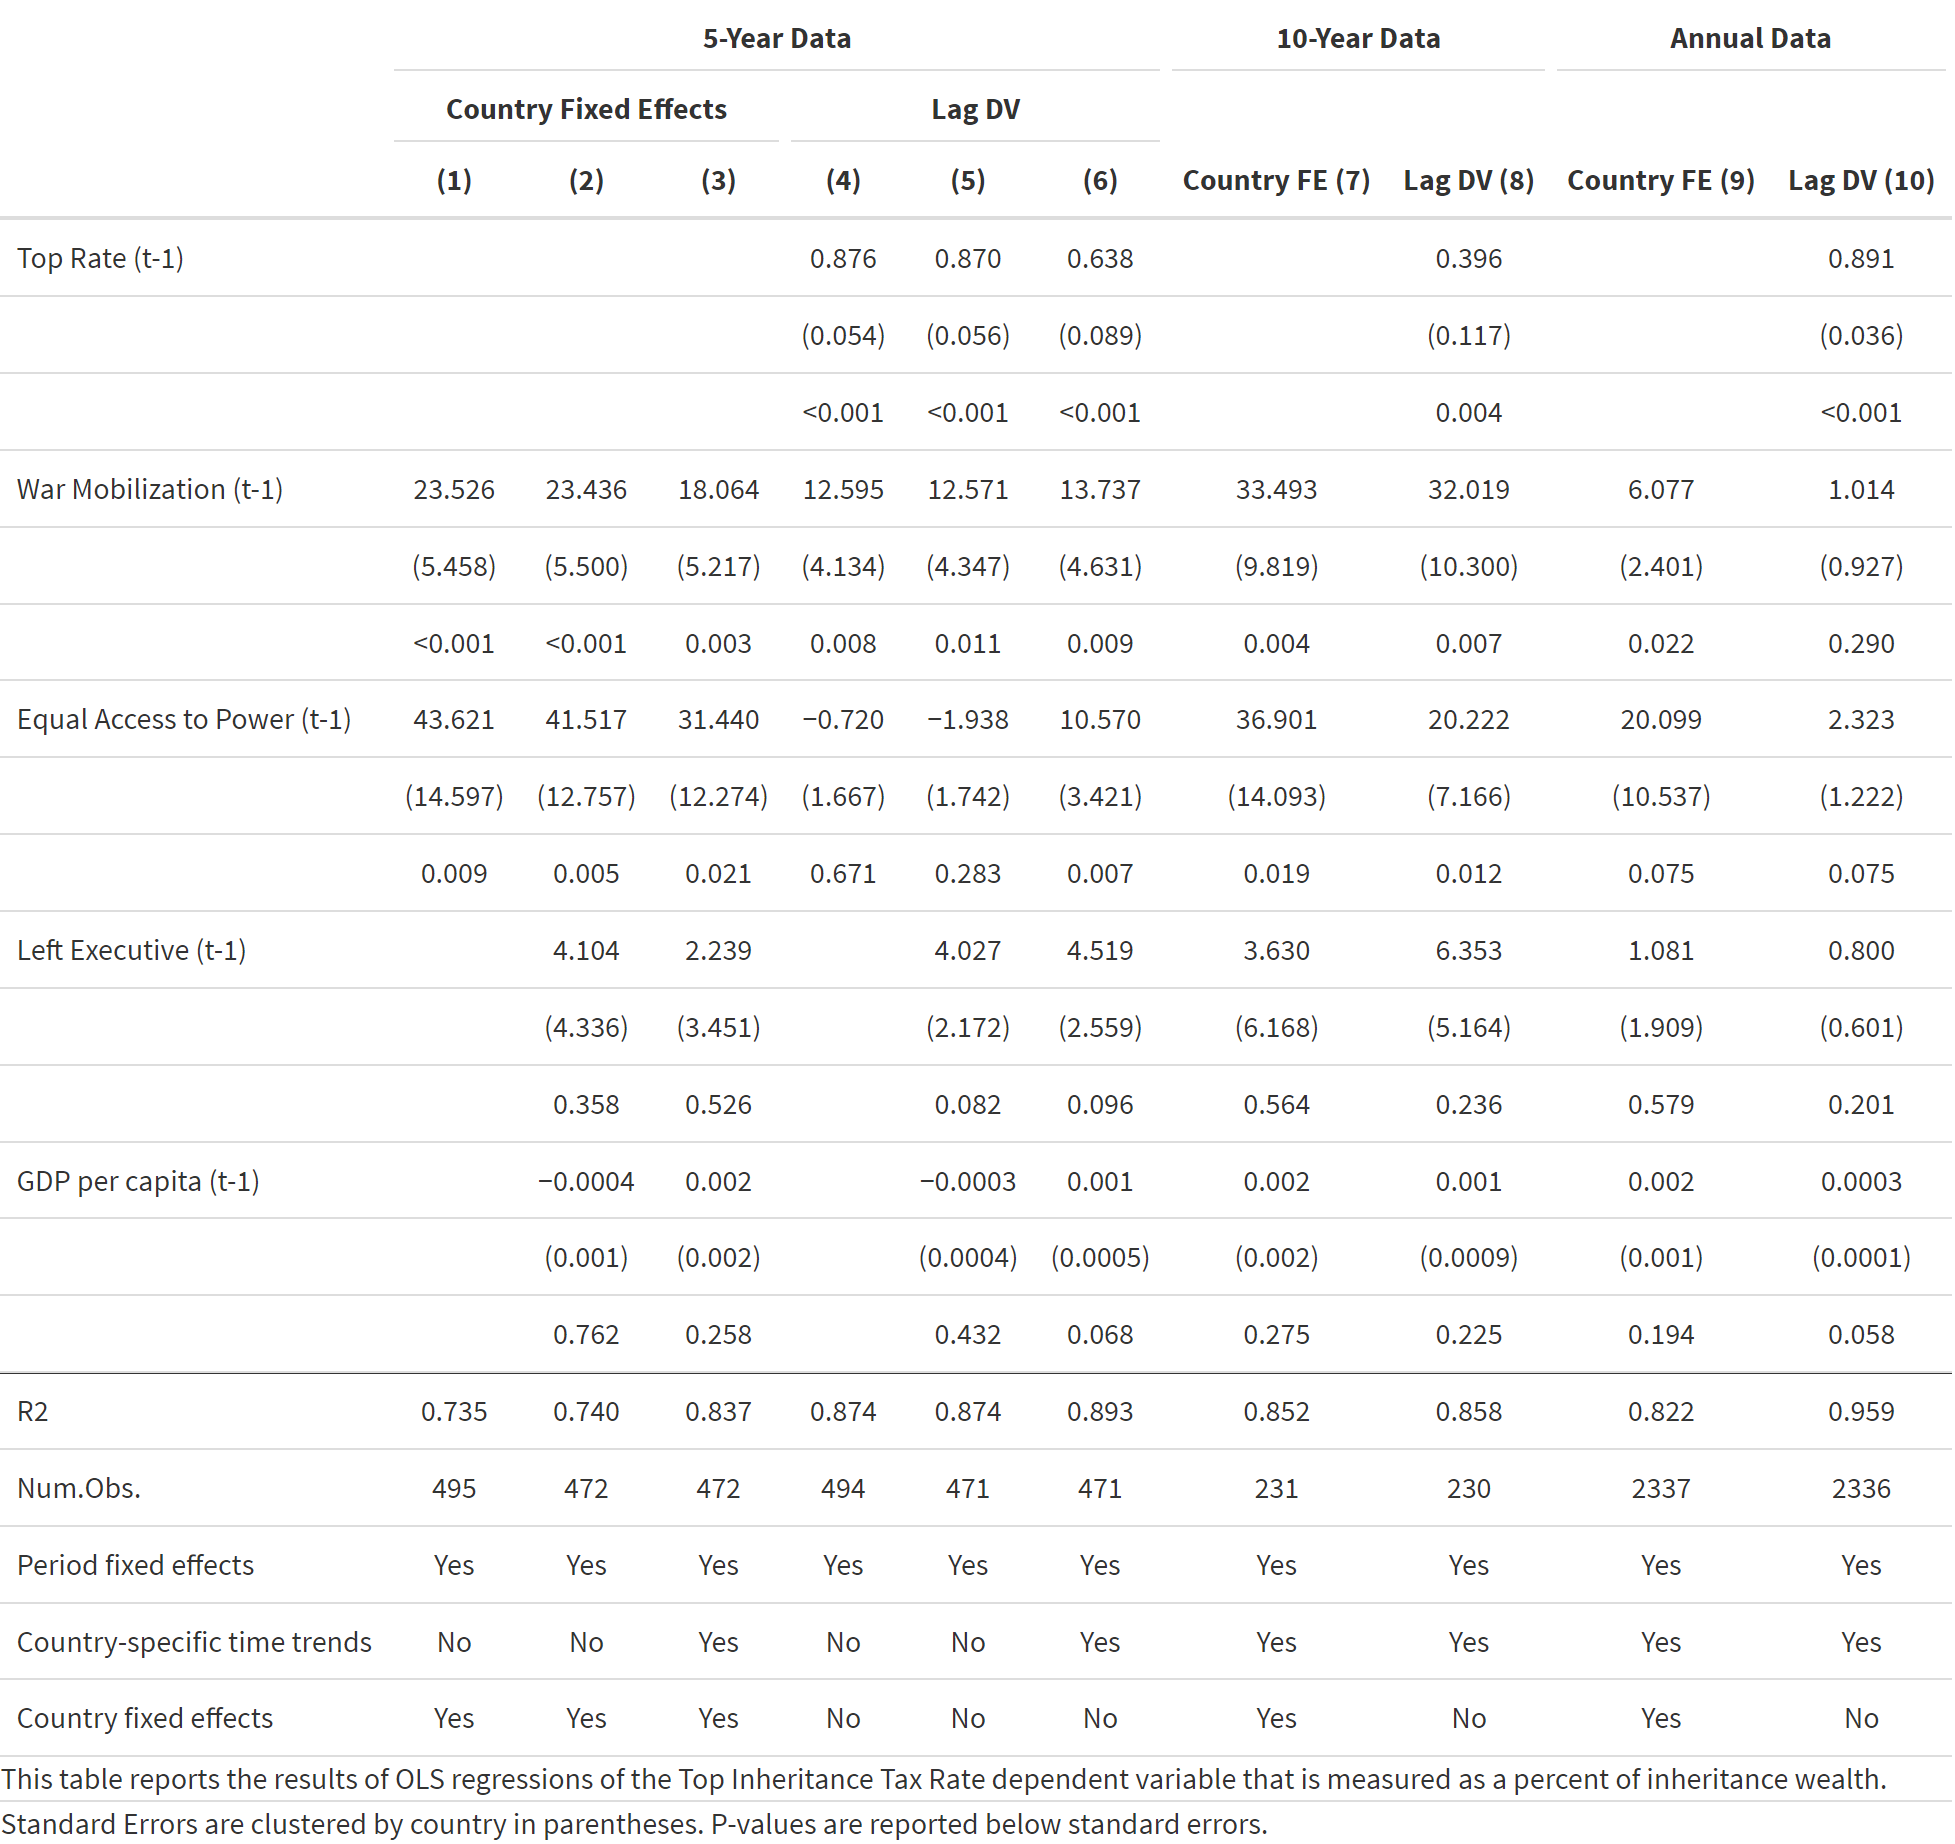 5-Year Data 10-Year Data Annual Data
Country Fixed Effects Lag DV
(1) (2) (3) (4) (5) (6) Country FE (7) Lag DV (8) Country FE (9) Lag DV (10)
Top Rate (t-1) 0.876 0.870 0.638 0.396 0.891
(0.054) (0.056) (0.089) (0.117) (0.036)
<0.001 <0.001 <0.001 0.004 <0.001
War Mobilization (t-1) 23.526 23.436 18.064 12.595 12.571 13.737 33.493 32.019 6.077 1.014
(5.458) (5.500) (5.217) (4.134) (4.347) (4.631) (9.819) (10.300) (2.401) (0.927)
<0.001 <0.001 0.003 0.008 0.011 0.009 0.004 0.007 0.022 0.290
Equal Access to Power (t-1) 43.621 41.517 31.440 −0.720 −1.938 10.570 36.901 20.222 20.099 2.323
(14.597) (12.757) (12.274) (1.667) (1.742) (3.421) (14.093) (7.166) (10.537) (1.222)
0.009 0.005 0.021 0.671 0.283 0.007 0.019 0.012 0.075 0.075
Left Executive (t-1) 4.104 2.239 4.027 4.519 3.630 6.353 1.081 0.800
(4.336) (3.451) (2.172) (2.559) (6.168) (5.164) (1.909) (0.601)
0.358 0.526 0.082 0.096 0.564 0.236 0.579 0.201
GDP per capita (t-1) −0.0004 0.002 −0.0003 0.001 0.002 0.001 0.002 0.0003
(0.001) (0.002) (0.0004) (0.0005) (0.002) (0.0009) (0.001) (0.0001)
0.762 0.258 0.432 0.068 0.275 0.225 0.194 0.058
R2 0.735 0.740 0.837 0.874 0.874 0.893 0.852 0.858 0.822 0.959
Num.Obs. 495 472 472 494 471 471 231 230 2337 2336
Period fixed effects Yes Yes Yes Yes Yes Yes Yes Yes Yes Yes
Country-specific time trends No No Yes No No Yes Yes Yes Yes Yes
Country fixed effects Yes Yes Yes No No No Yes No Yes No
This table reports the results of OLS regressions of the Top Inheritance Tax Rate dependent variable that is measured as a percent of inheritance wealth.
Standard Errors are clustered by country in parentheses. P-values are reported below standard errors.